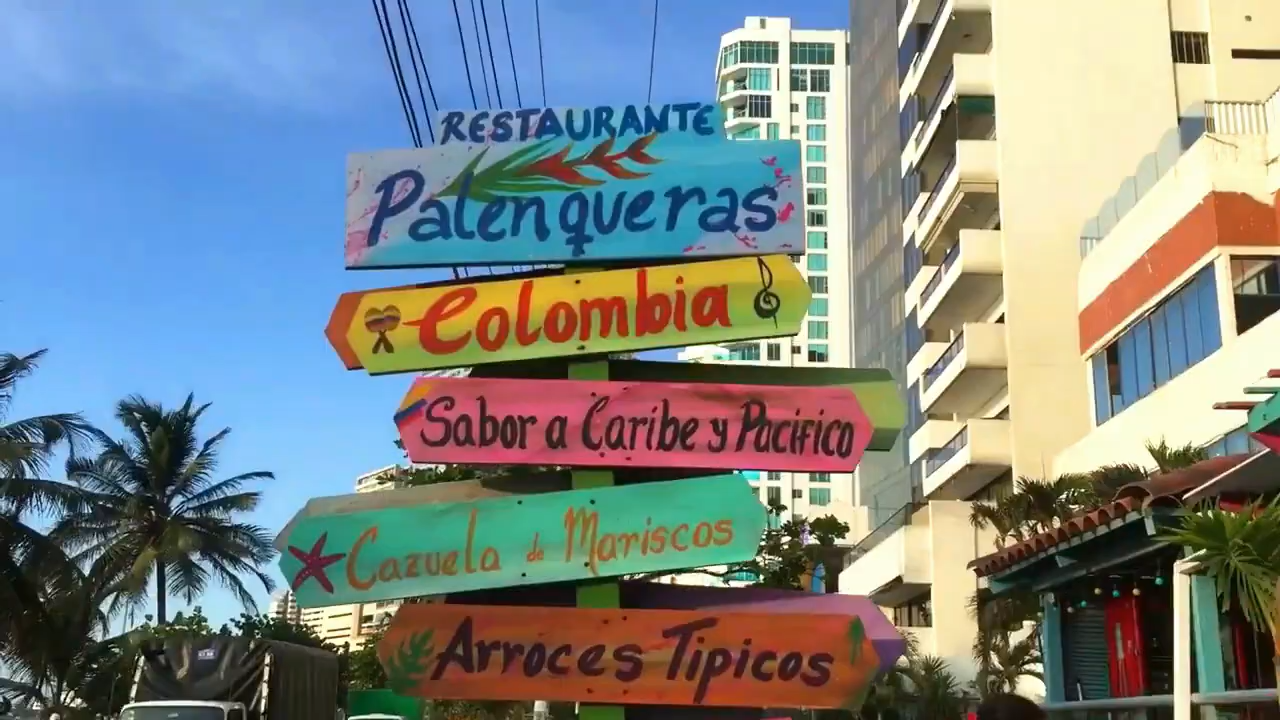 RESTAURANTE
Palenqueras
Colombia
Sabor a Caribe y Pacifico
Cazuela de Mariscos
Arroces Tipicos